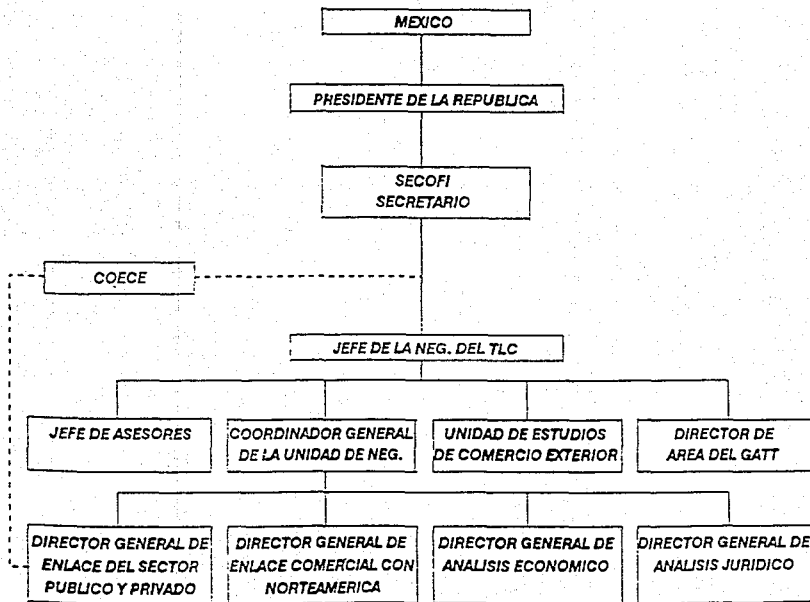 MEXICO
PRESIDENTE DE LA REPUBLICA
SECOFI
SECRETARIO
COECE
JEFE DE LA NEG. DEL TLC
JEFE DE ASESORES
COORDINADOR GENERAL
DE LA UNIDAD DE NEG.
UNIDAD DE ESTUDIOS
DE COMERCIO EXTERIOR
DIRECTOR DE
AREA DEL GATT
DIRECTOR GENERAL DE
ENLACE DEL SECTOR
PUBLICO Y PRIVADO
DIRECTOR GENERAL DE
ENLACE COMERCIAL CON
NORTEAMERICA
DIRECTOR GENERAL DE
ANALISIS ECONOMICO
DIRECTOR GENERAL DE
ANALISIS JURIDICO